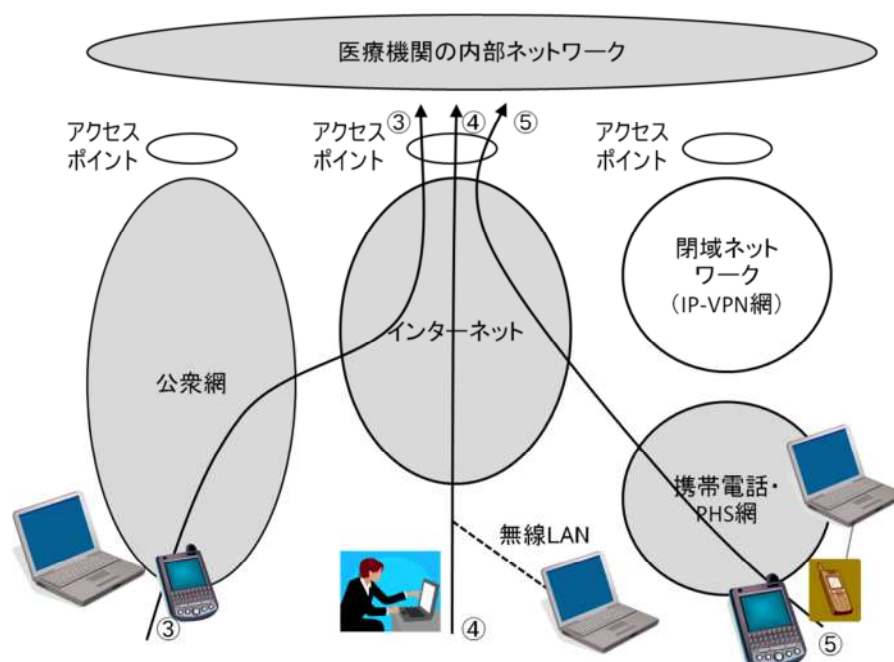 医療機関の内部ネットワーク
③
④
⑤
アクセス
ポイント
アクセス
ポイント
アクセス
ポイント
閉域ネット
ワーク
（IP-VPN網）
インターネット
公衆網
携帯電話・
PHS網
無線LAN
③
④
⑤